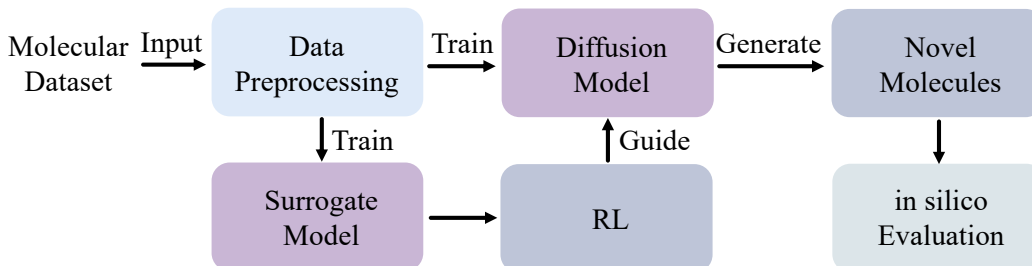 Molecular
Dataset
Input
Data
Preprocessing
Train
Diffusion
Model
Generate
Novel
Molecules
Train
Guide
Surrogate
Model
RL
in silico
Evaluation